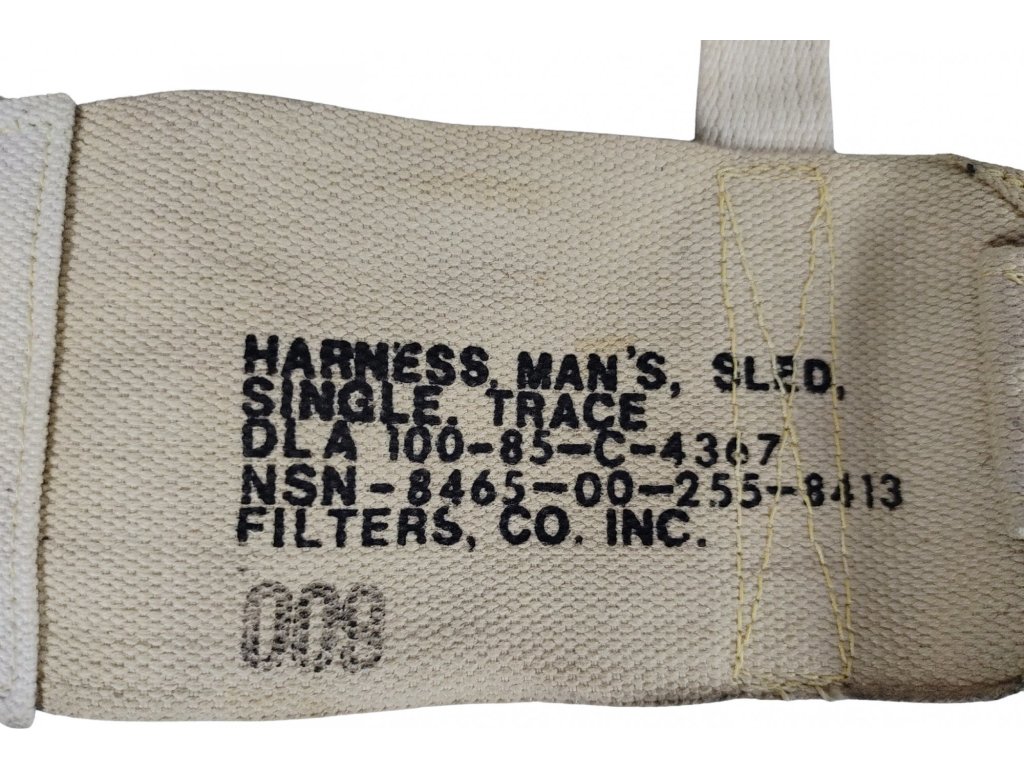 HARNESS, MAN'S, SLED,
SINGLE. TRACE
DLA 100-85-C-4367
NSN-8465-00-255-8413
FILTERS, CO. INC.
009